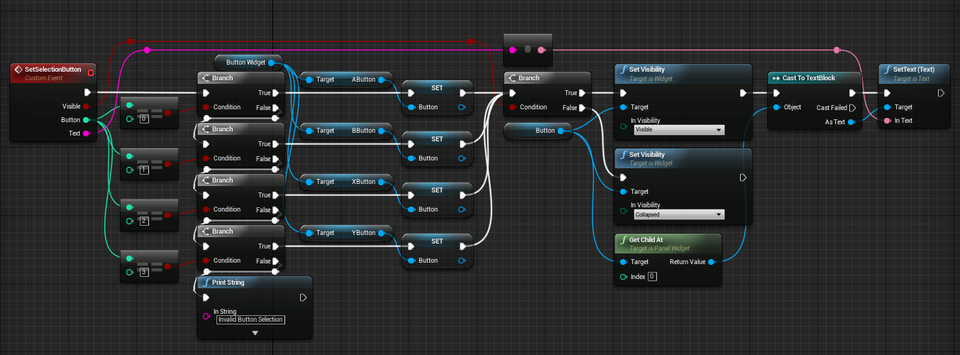 SetSelectionButton
Custom Event
Visible
Button
Text
0
1
2
3
Button Widget
Branch
True
Condition
False
Branch
True
Condition
False
Branch
True
Condition
False
Branch
True
Condition
False
Print String
In String
Invalid Button Selection
Target AButton
Target BButton
Target XButton
Target YButton
SET
Button
SET
Button
SET
Button
SET
Button
Branch
True
Condition
False
Button
Set Visibility
Target is Widget
Target
In Visibility
Visible
Set Visibility
Target is Widget
Target
In Visibility
Collapsed
Get Child At
Target is Panel Widget
Target Return Value
Index 0
Cast To TextBlock
Object Cast Failed
As Text
SetText (Text)
Target is Text
Target
In Text